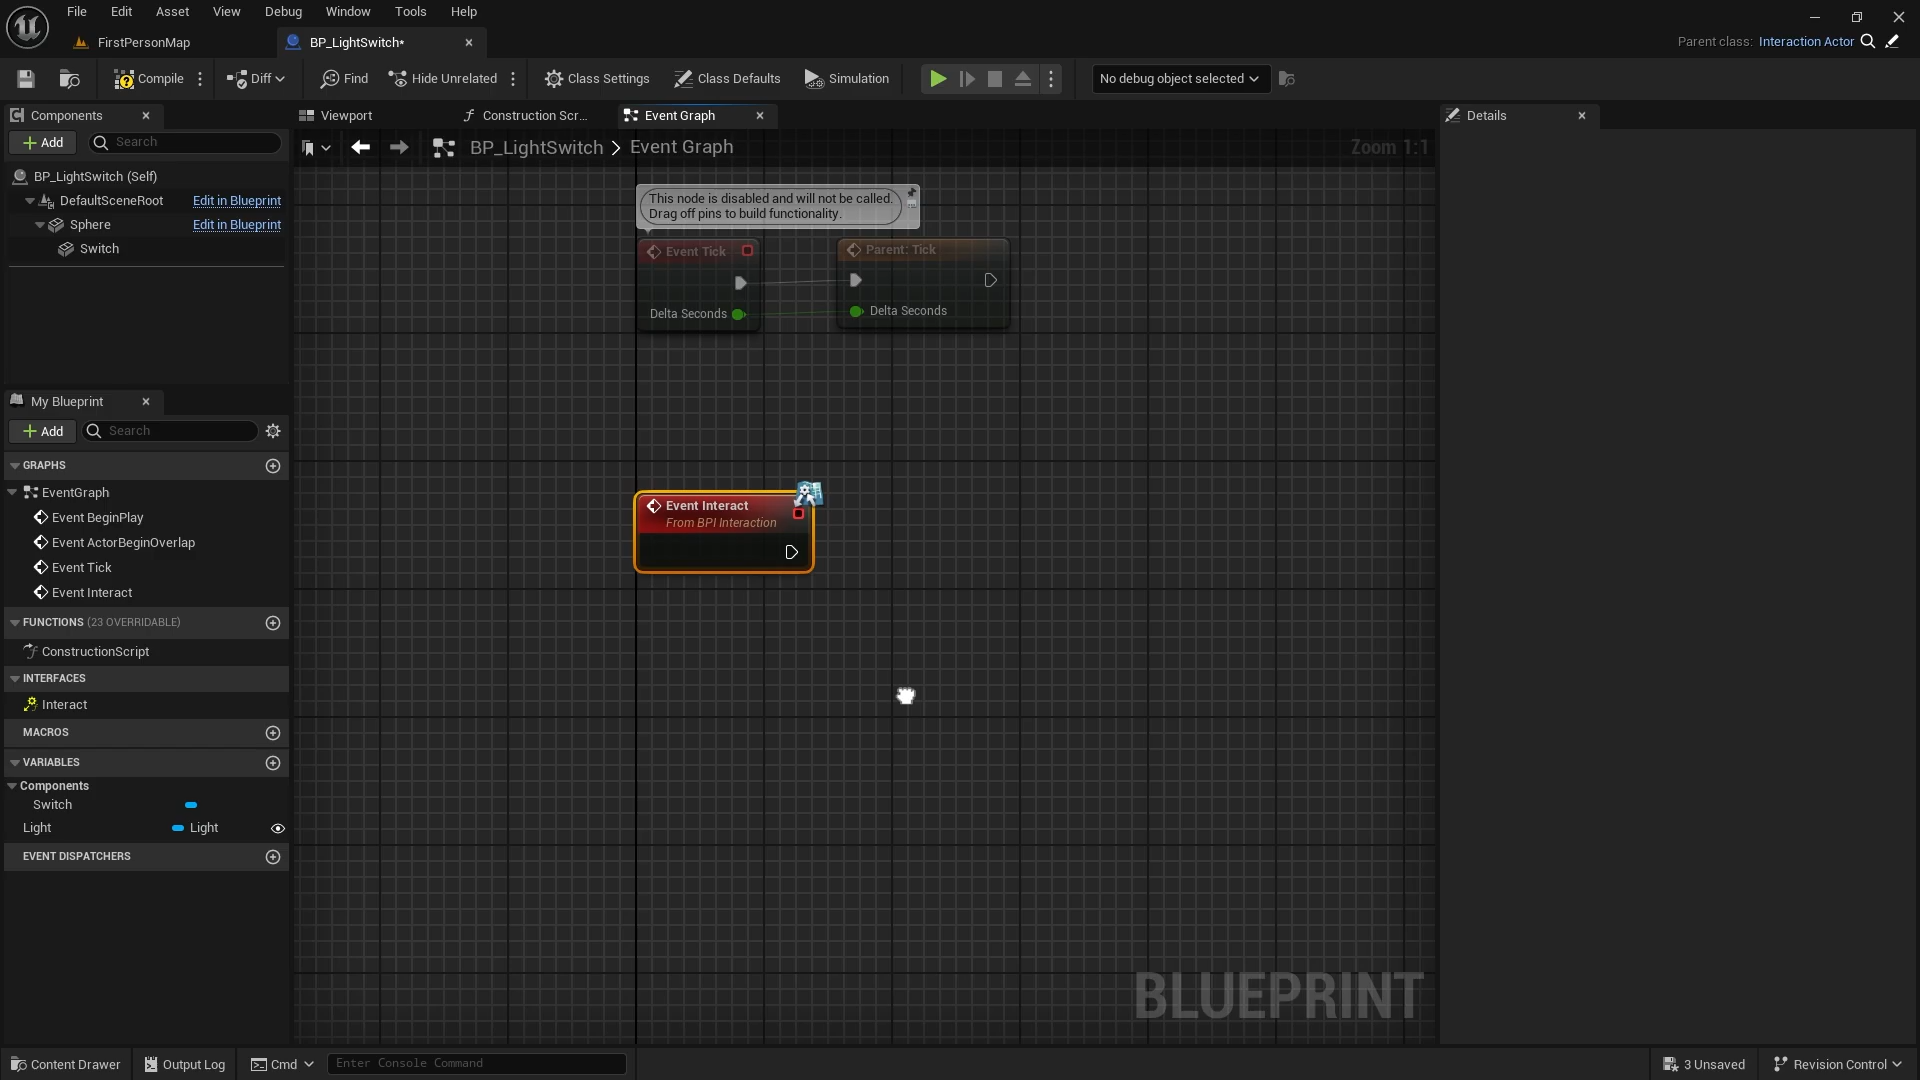 File Edit Asset View Debug Window Tools Help
FirstPersonMap
BP_LightSwitch*
Parent class: Interaction Actor
Compile
Diff
Find
Hide Unrelated
Class Settings
Class Defaults
Simulation
No debug object selected
Components
Add
Search
BP_LightSwitch (Self)
DefaultSceneRoot Edit in Blueprint
Sphere Edit in Blueprint
Switch
My Blueprint
Add
Search
GRAPHS
EventGraph
Event BeginPlay
Event ActorBeginOverlap
Event Tick
Event Interact
FUNCTIONS (23 OVERRIDABLE)
ConstructionScript
INTERFACES
Interact
MACROS
VARIABLES
Components
Switch
Light Light
EVENT DISPATCHERS
Viewport
Construction Scr...
Event Graph
BP_LightSwitch > Event Graph
Zoom 1:1
This node is disabled and will not be called.
Drag off pins to build functionality.
Event Tick
Delta Seconds
Parent: Tick
Delta Seconds
Event Interact
From BPI Interaction
BLUEPRINT
Details
Content Drawer
Output Log
Cmd
Enter Console Command
3 Unsaved
Revision Control